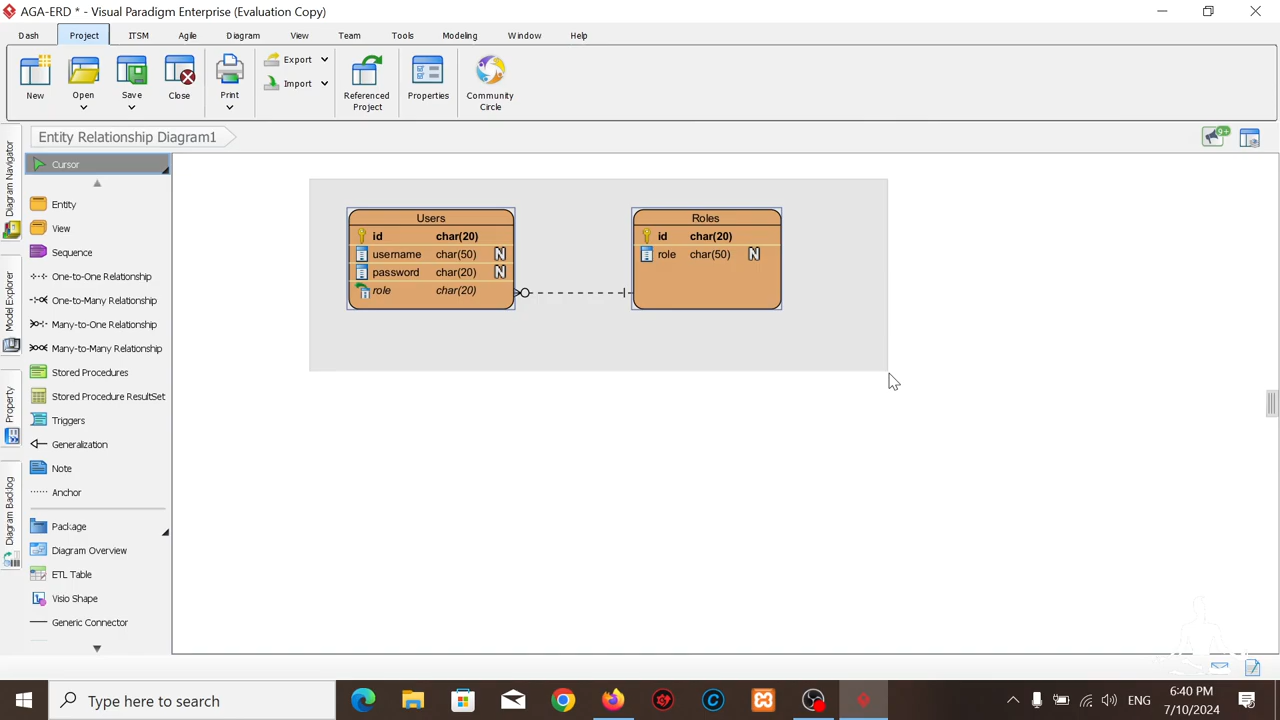 AGA-ERD * - Visual Paradigm Enterprise (Evaluation Copy)
Dash Project ITSM Agile Diagram View Team Tools Modeling Window Help
New Open Save Close Print Export Import Referenced Project Properties Community Circle
Entity Relationship Diagram1
9+
Diagram Navigator
Model Explorer
Property
Diagram Backlog
Cursor
Entity
View
Sequence
One-to-One Relationship
One-to-Many Relationship
Many-to-One Relationship
Many-to-Many Relationship
Stored Procedures
Stored Procedure ResultSet
Triggers
Generalization
Note
Anchor
Package
Diagram Overview
ETL Table
Visio Shape
Generic Connector
Users
id char(20)
username char(50) N
password char(20) N
role char(20)
Roles
id char(20)
role char(50) N
Type here to search
ENG
6:40 PM
7/10/2024